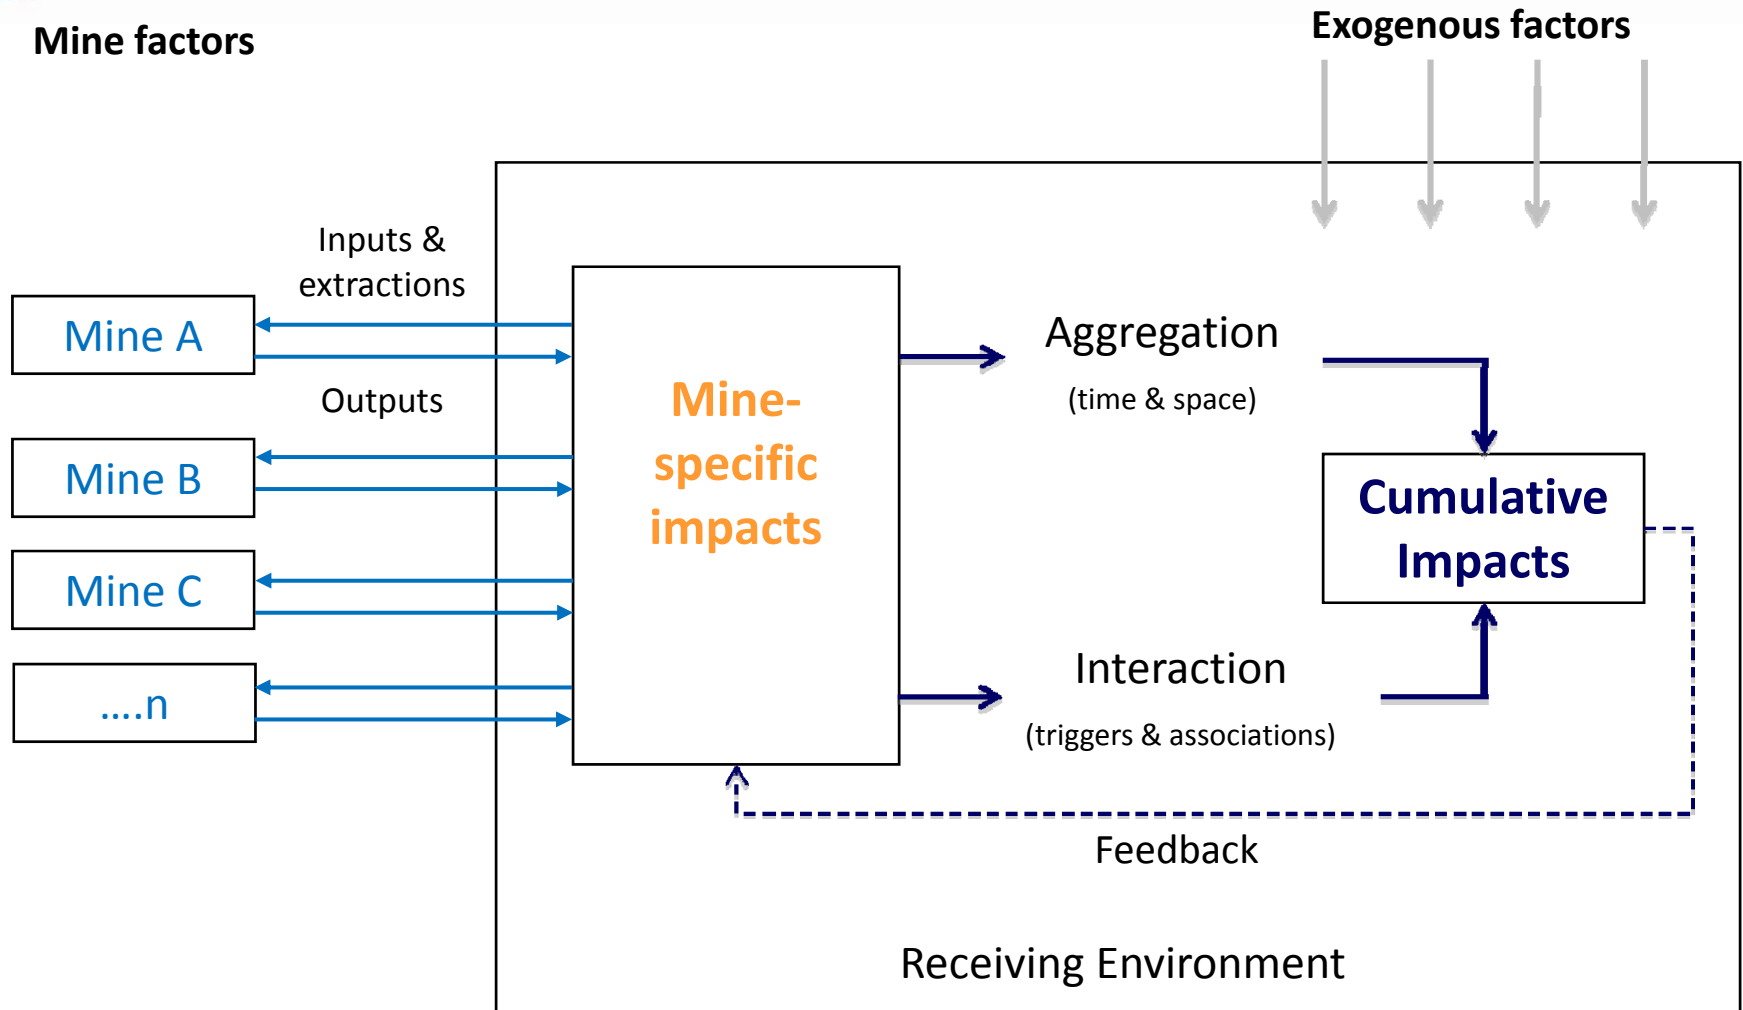 Mine factors
Exogenous factors
Inputs &
extractions
Mine A
Outputs
Mine B
Mine C
....n
Mine-
specific
impacts
Aggregation
(time & space)
Cumulative
Impacts
Interaction
(triggers & associations)
Feedback
Receiving Environment